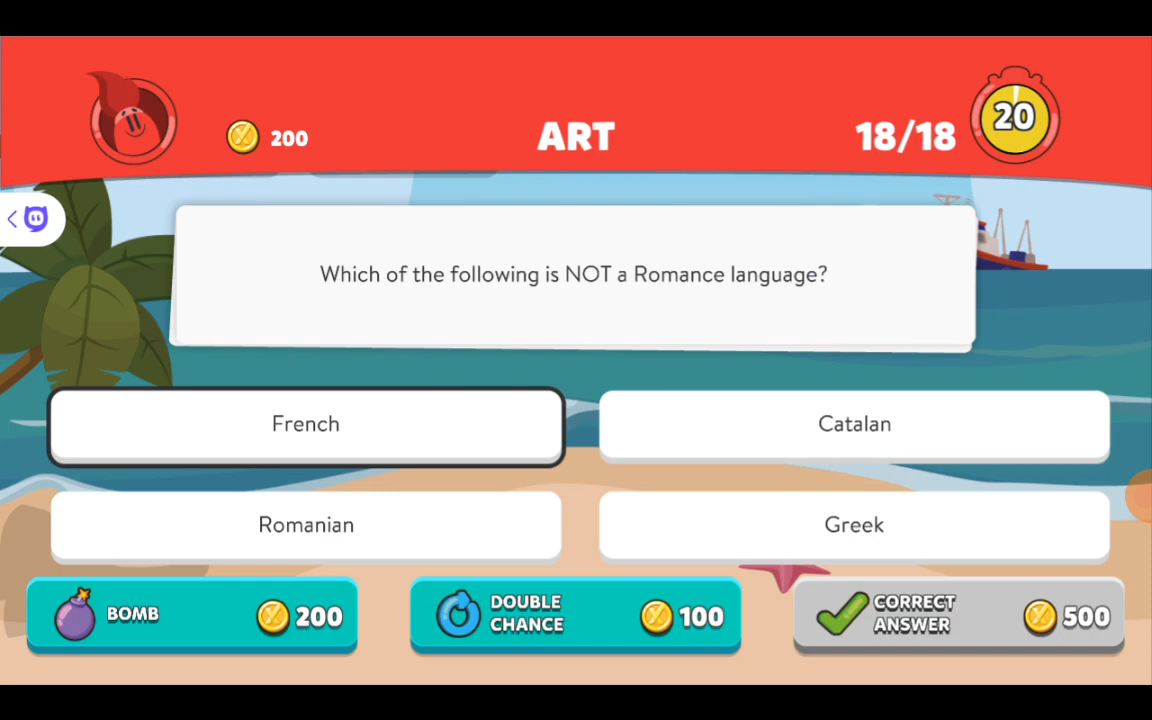 200
ART
18/18
20
Which of the following is NOT a Romance language?
French
Catalan
Romanian
Greek
BOMB
200
DOUBLE
CHANCE
100
CORRECT
ANSWER
500